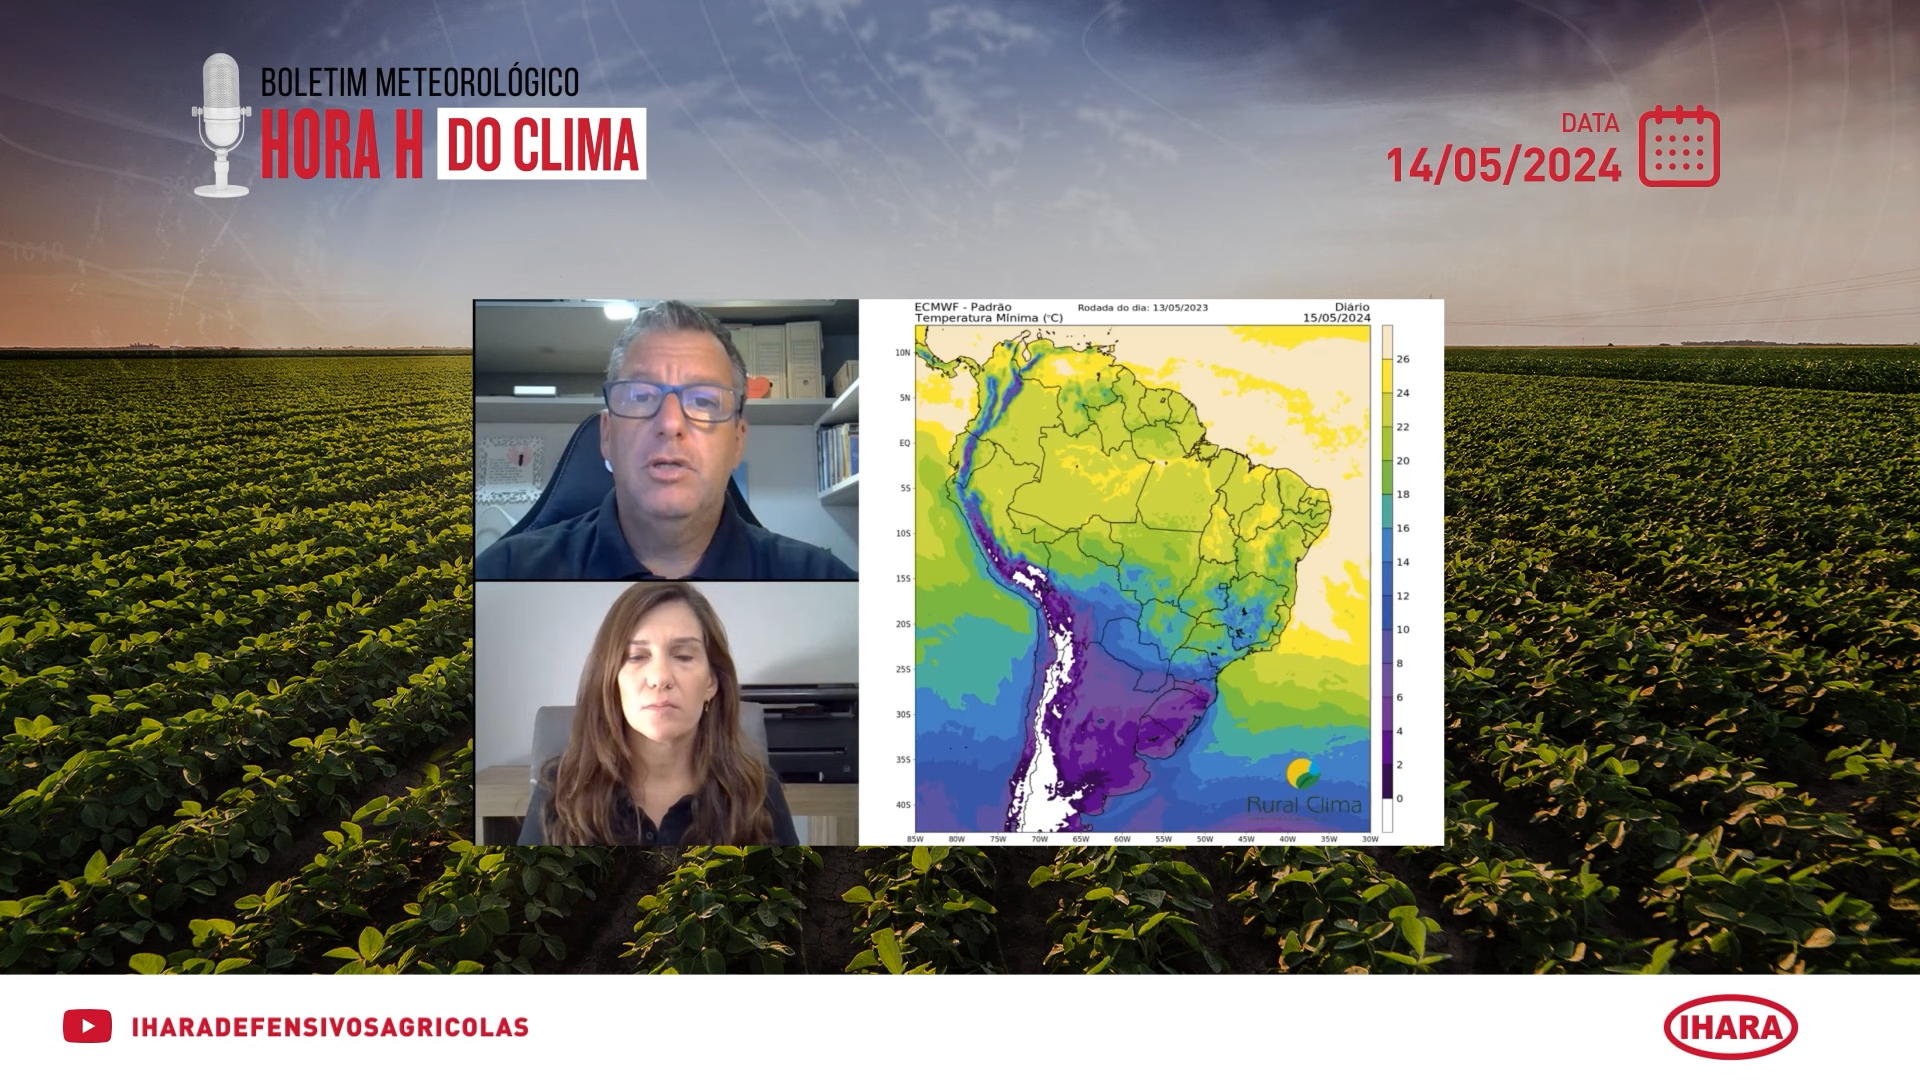 BOLETIM METEOROLÓGICO
HORA H DO CLIMA
DATA
14/05/2024
ECMWF - Padrão
Rodada do dia: 13/05/2023
Diário
Temperatura Mínima (°C)
15/05/2024
10N
5N
EQ
5S
10S
15S
20S
25S
30S
35S
40S
85W 80W 75W 70W 65W 60W 55W 50W 45W 40W 35W 30W
26
24
22
20
18
16
14
12
10
8
6
4
2
0
Rural Clima
IHARADEFENSIVOSAGRICOLAS
IHARA